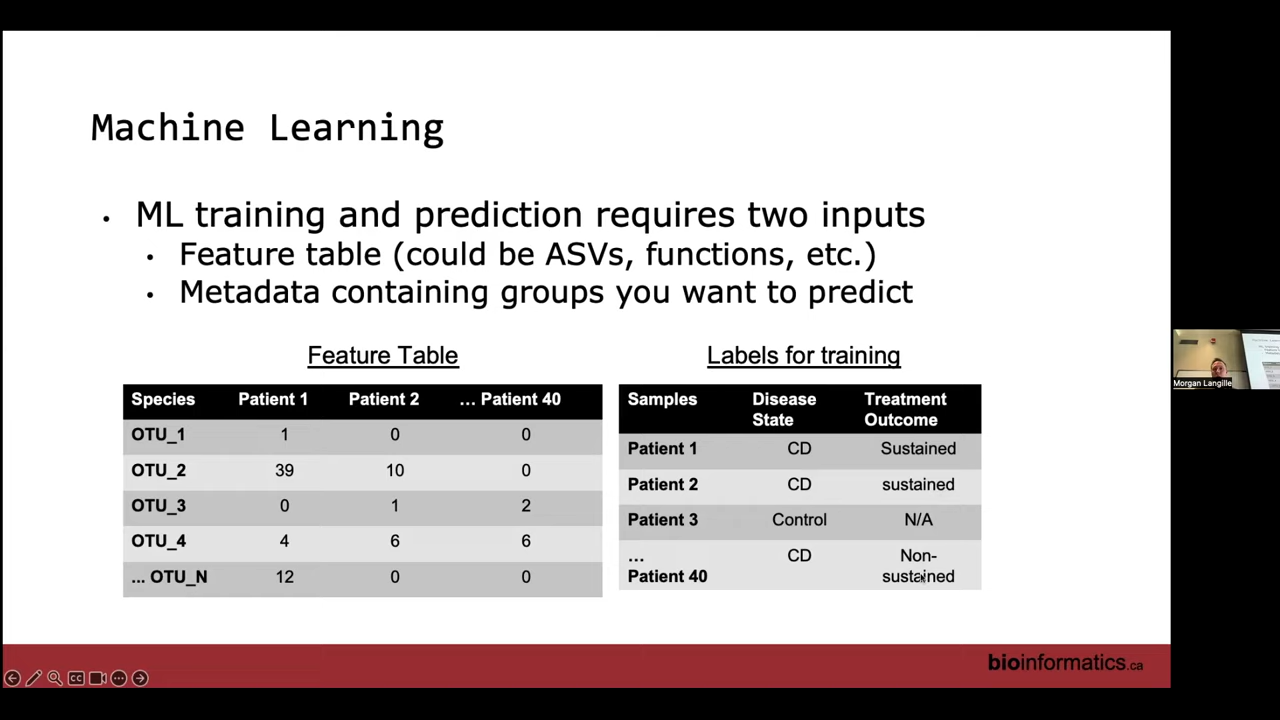 Machine Learning
• ML training and prediction requires two inputs
• Feature table (could be ASVs, functions, etc.)
• Metadata containing groups you want to predict
Feature Table
Species Patient 1 Patient 2 … Patient 40
OTU_1 1 0 0
OTU_2 39 10 0
OTU_3 0 1 2
OTU_4 4 6 6
... OTU_N 12 0 0
Labels for training
Samples Disease Treatment
State Outcome
Patient 1 CD Sustained
Patient 2 CD sustained
Patient 3 Control N/A
… CD Non-
Patient 40 sustained
bioinformatics.ca
CC
Morgan Langille